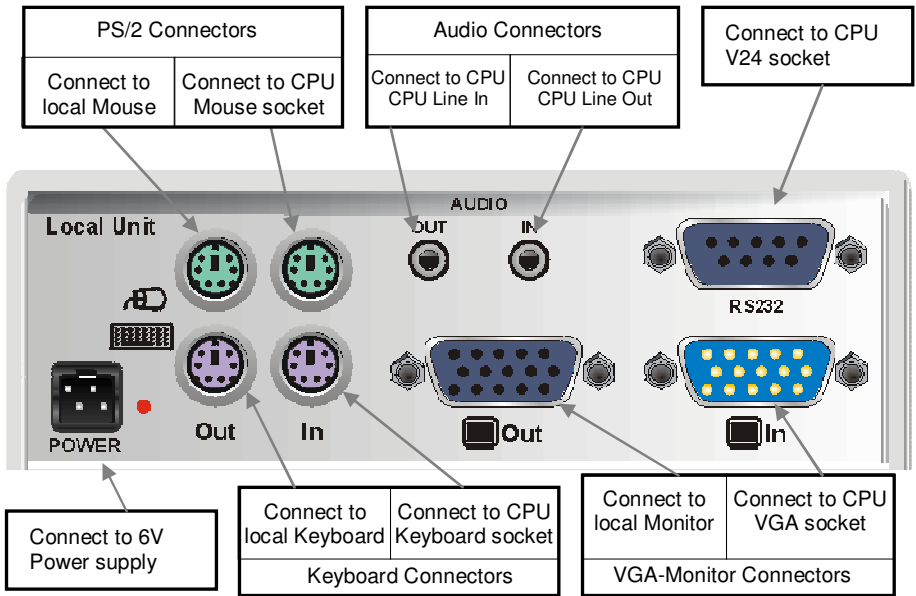 PS/2 Connectors
Connect to
local Mouse
Connect to CPU
Mouse socket
Audio Connectors
Connect to CPU
CPU Line In
Connect to CPU
CPU Line Out
Connect to CPU
V24 socket
AUDIO
Local Unit
OUT
IN
RS232
POWER
Out
In
Out
In
Connect to 6V
Power supply
Connect to
local Keyboard
Connect to CPU
Keyboard socket
Keyboard Connectors
Connect to
local Monitor
Connect to CPU
VGA socket
VGA-Monitor Connectors